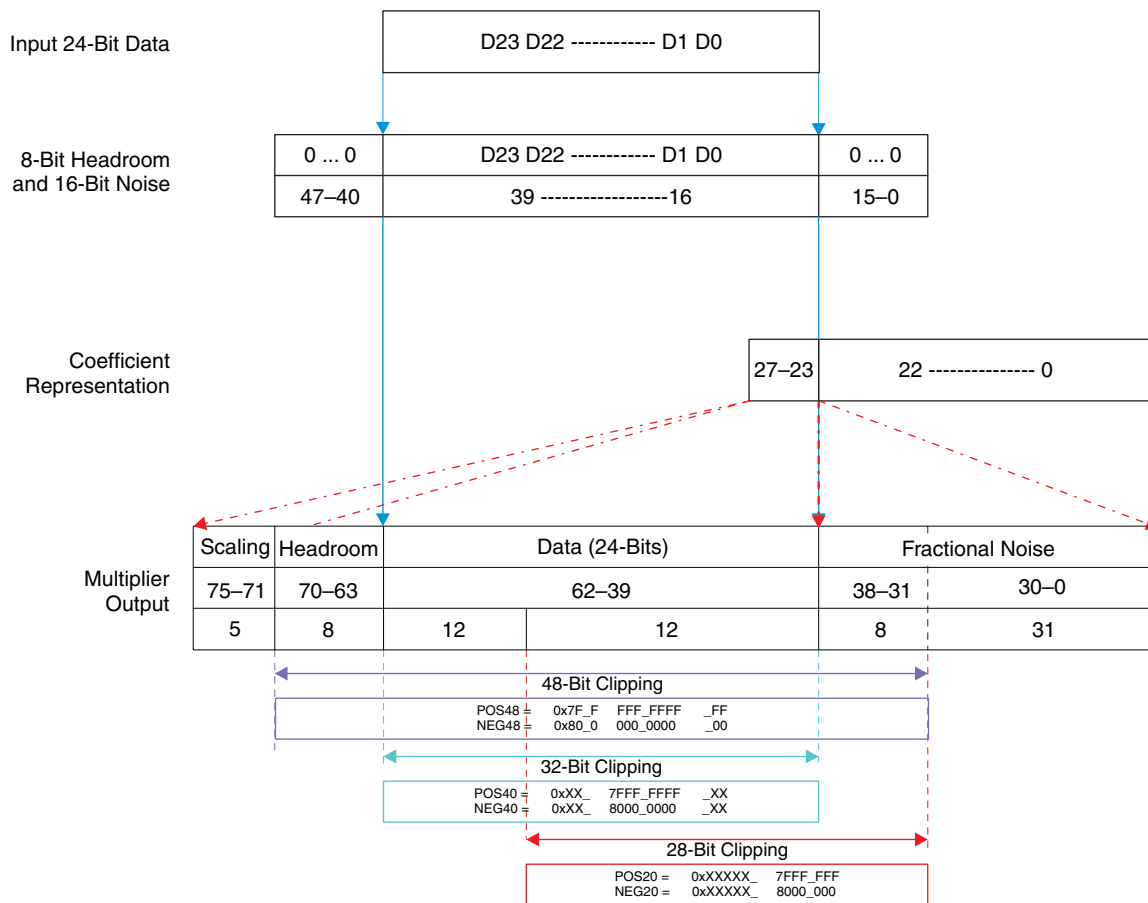 Input 24-Bit Data
D23 D22 ------------ D1 D0
8-Bit Headroom
and 16-Bit Noise
0 ... 0
D23 D22 ------------ D1 D0
0 ... 0
47–40
39 ------------------16
15–0
Coefficient
Representation
27–23
22 --------------- 0
Multiplier
Output
Scaling
Headroom
Data (24-Bits)
Fractional Noise
75–71
70–63
62–39
38–31
30–0
5
8
12
12
8
31
48-Bit Clipping
POS48 = 0x7F_F FFF_FFFF _FF
NEG48 = 0x80_0 000_0000 _00
32-Bit Clipping
POS40 = 0xXX_ 7FFF_FFFF _XX
NEG40 = 0xXX_ 8000_0000 _XX
28-Bit Clipping
POS20 = 0xXXXXX_ 7FFF_FFF
NEG20 = 0xXXXXX_ 8000_000